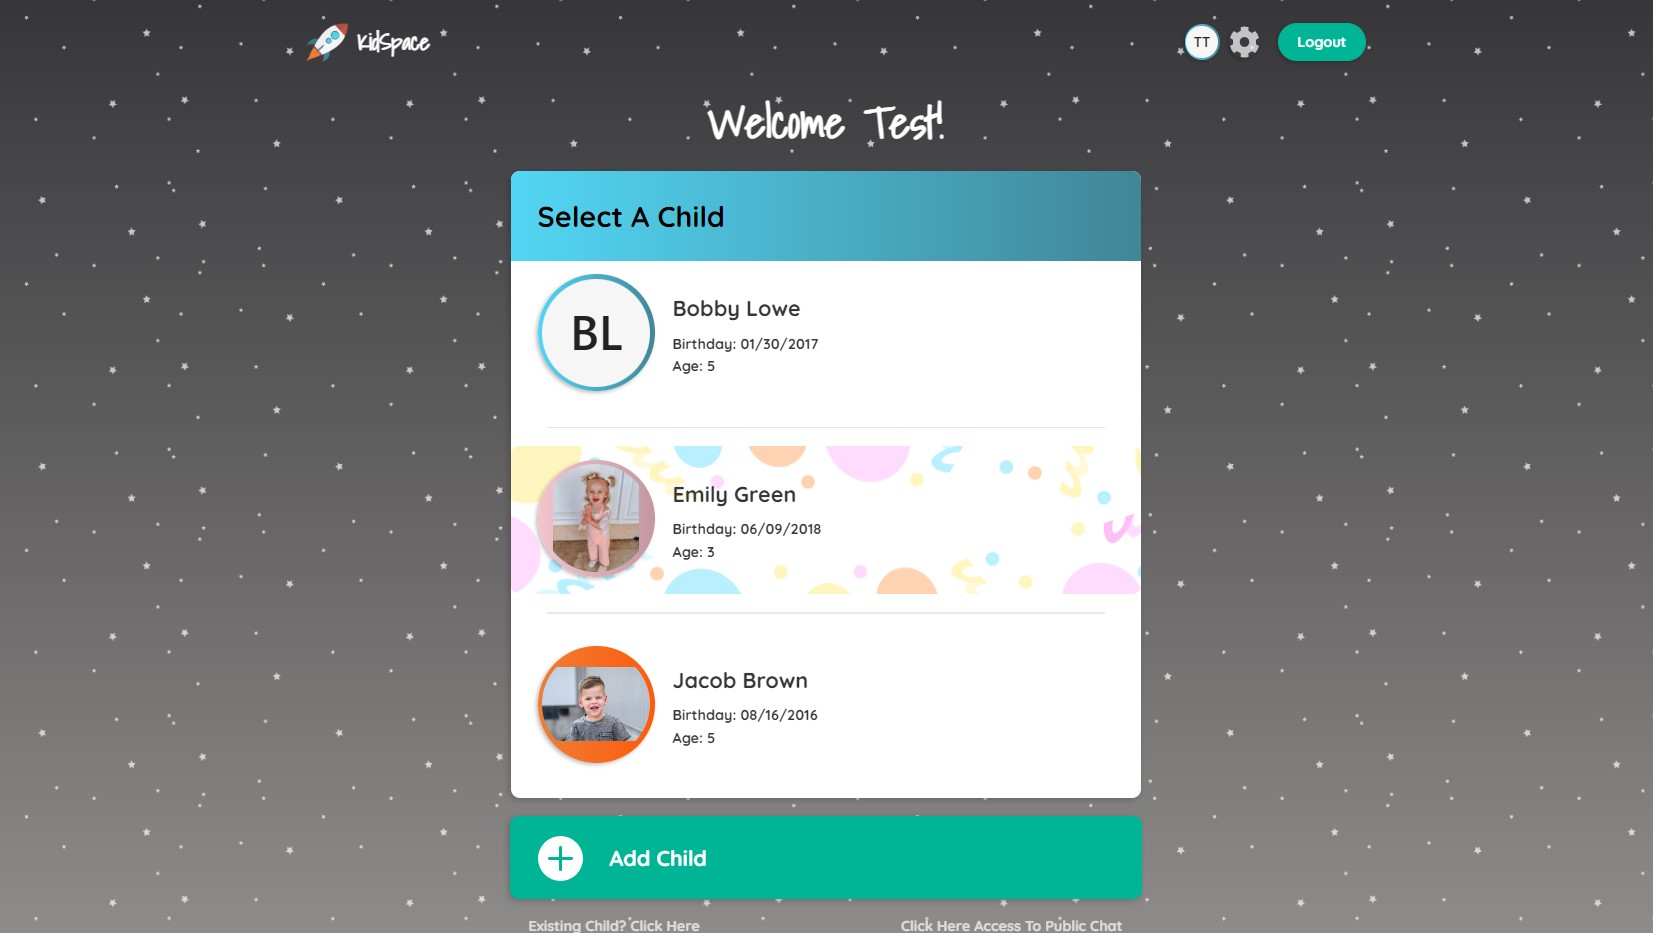 KidSpace
TT
Logout
Welcome Test!
Select A Child
BL
Bobby Lowe
Birthday: 01/30/2017
Age: 5
Emily Green
Birthday: 06/09/2018
Age: 3
Jacob Brown
Birthday: 08/16/2016
Age: 5
Add Child
Existing Child? Click Here
Click Here Access To Public Chat